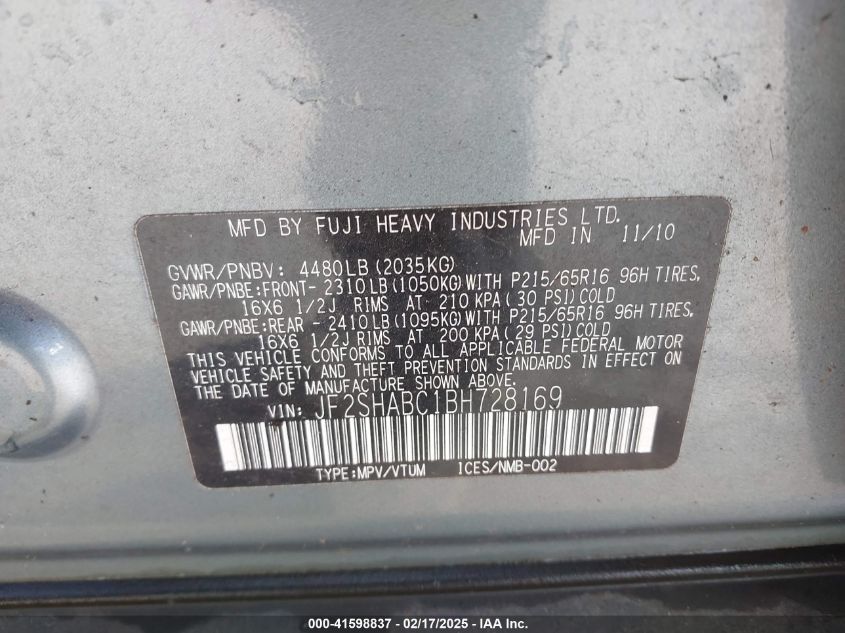 MFD BY FUJI HEAVY INDUSTRIES LTD.
MFD IN 11/10
GVWR/PNBV: 4480LB(2035KG)
GAWR/PNBE:FRONT- 2310LB(1050KG)WITH P215/65R16 96H TIRES,
16X6 1/2J RIMS AT 210 KPA( 30 PSI)COLD
GAWR/PNBE:REAR - 2410LB(1095KG)WITH P215/65R16 96H TIRES,
16X6 1/2J RIMS AT 200 KPA( 29 PSI)COLD
THIS VEHICLE CONFORMS TO ALL APPLICABLE FEDERAL MOTOR
VEHICLE SAFETY AND THEFT PREVENTION STANDARDS IN EFFECT ON
THE DATE OF MANUFACTURE SHOWN ABOVE.
VIN: JF2SHABC1BH728169
TYPE:MPV/VTUM ICES/NMB-002
000-41598837 - 02/17/2025 - IAAI.com